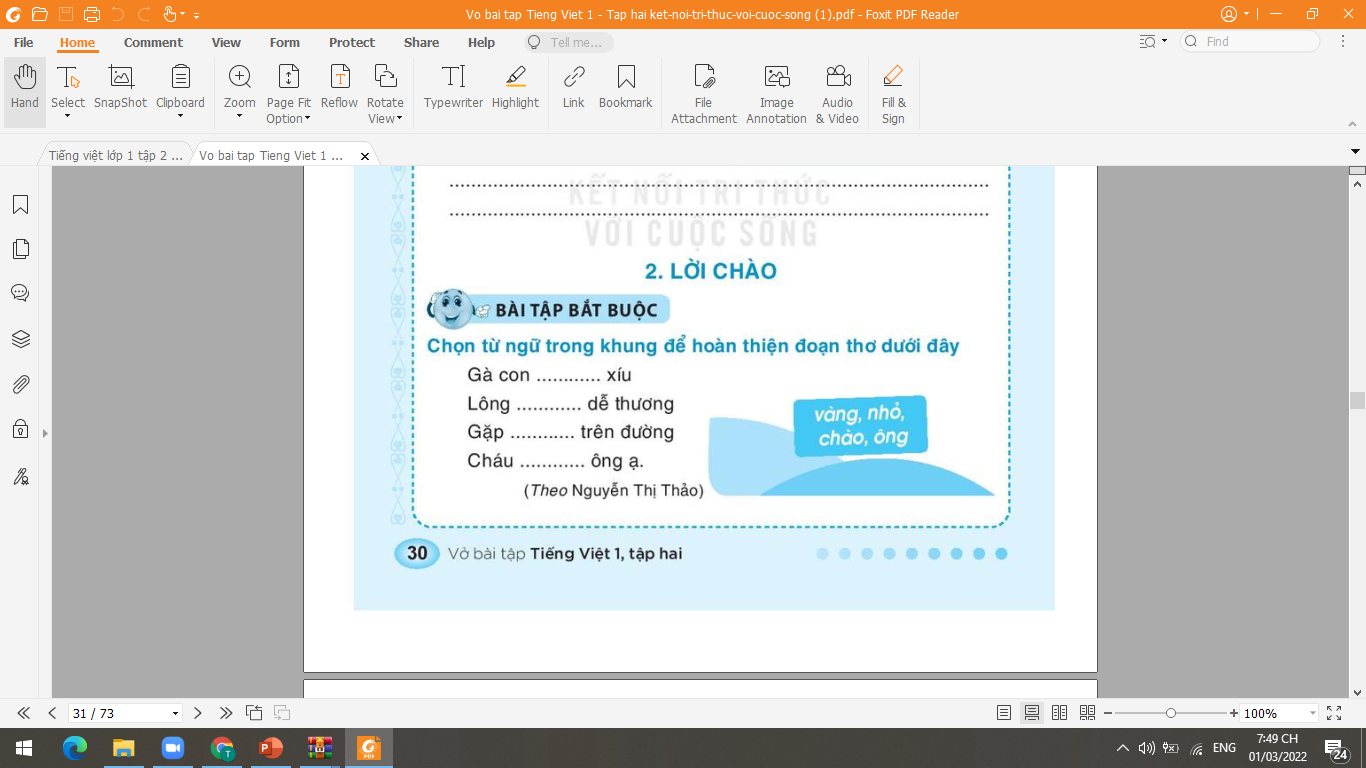 Vo bai tap Tieng Viet 1 - Tap hai ket-noi-tri-thuc-voi-cuoc-song (1).pdf - Foxit PDF Reader
File Home Comment View Form Protect Share Help Tell me... Find
Hand Select SnapShot Clipboard Zoom Page Fit Option Reflow Rotate View Typewriter Highlight Link Bookmark File Attachment Image Annotation Audio & Video Fill & Sign
Tiếng việt lớp 1 tập 2 ... Vo bai tap Tieng Viet 1 ...
KẾT NỐI TRI THỨC
VỚI CUỘC SỐNG
2. LỜI CHÀO
BÀI TẬP BẮT BUỘC
Chọn từ ngữ trong khung để hoàn thiện đoạn thơ dưới đây
Gà con ............ xíu
Lông ............ dễ thương
Gặp ............ trên đường
Cháu ............ ông ạ.
(Theo Nguyễn Thị Thảo)
vàng, nhỏ,
chào, ông
30 Vở bài tập Tiếng Việt 1, tập hai
31 / 73 100%
ENG 7:49 CH
01/03/2022 24